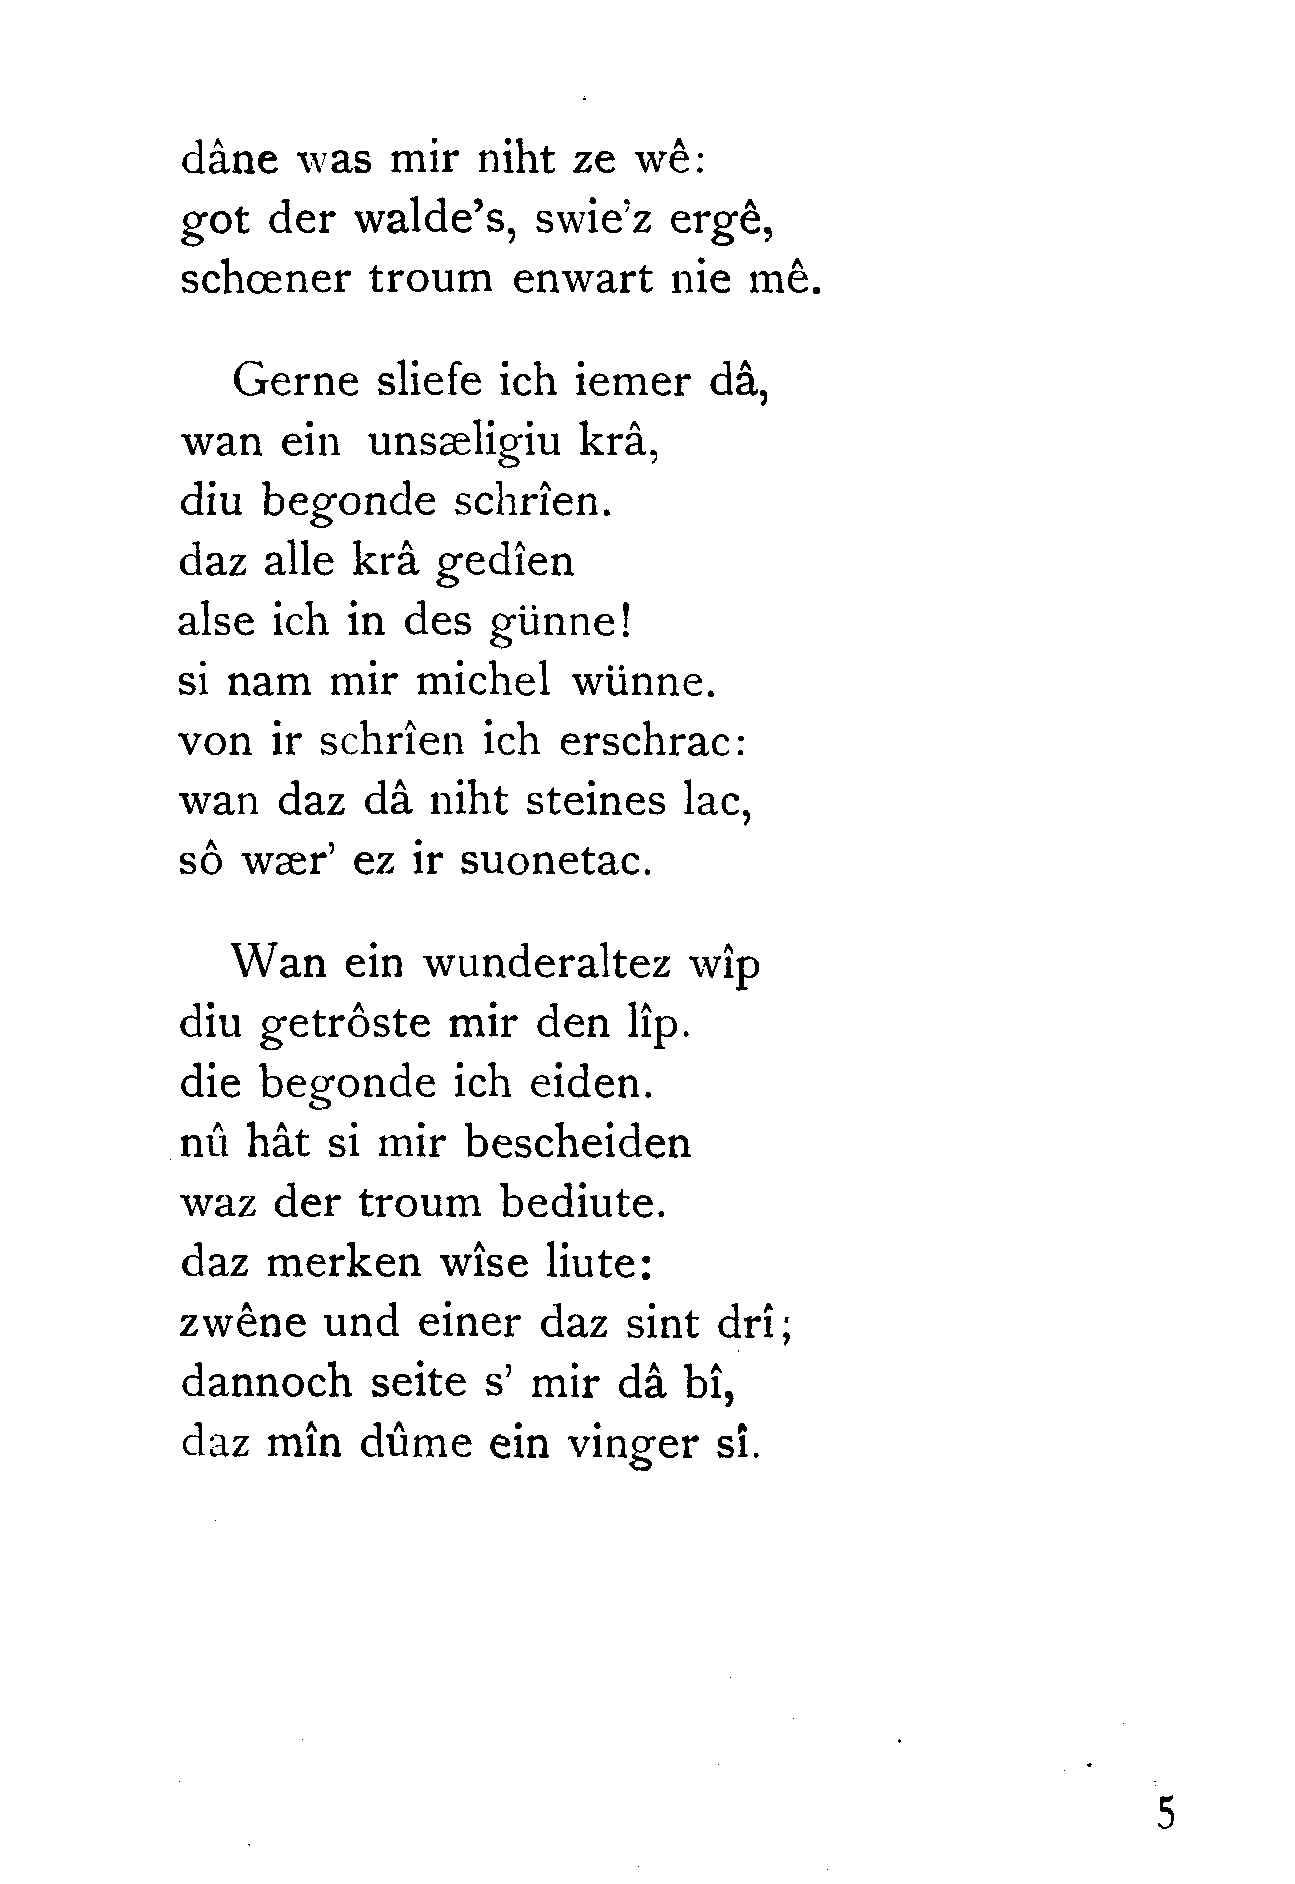 dâne was mir niht ze wê:
got der walde's, swie'z ergê,
schœner troum enwart nie mê.
Gerne sliefe ich iemer dâ,
wan ein unsæligiu krâ,
diu begonde schrîen.
daz alle krâ gedîen
alse ich in des günne!
si nam mir michel wünne.
von ir schrîen ich erschrac:
wan daz dâ niht steines lac,
sô wær' ez ir suonetac.
Wan ein wunderaltez wîp
diu getrôste mir den lîp.
die begonde ich eiden.
nû hât si mir bescheiden
waz der troum bediute.
daz merken wîse liute:
zwêne und einer daz sint drî;
dannoch seite s' mir dâ bî,
daz mîn dûme ein vinger sî.
5